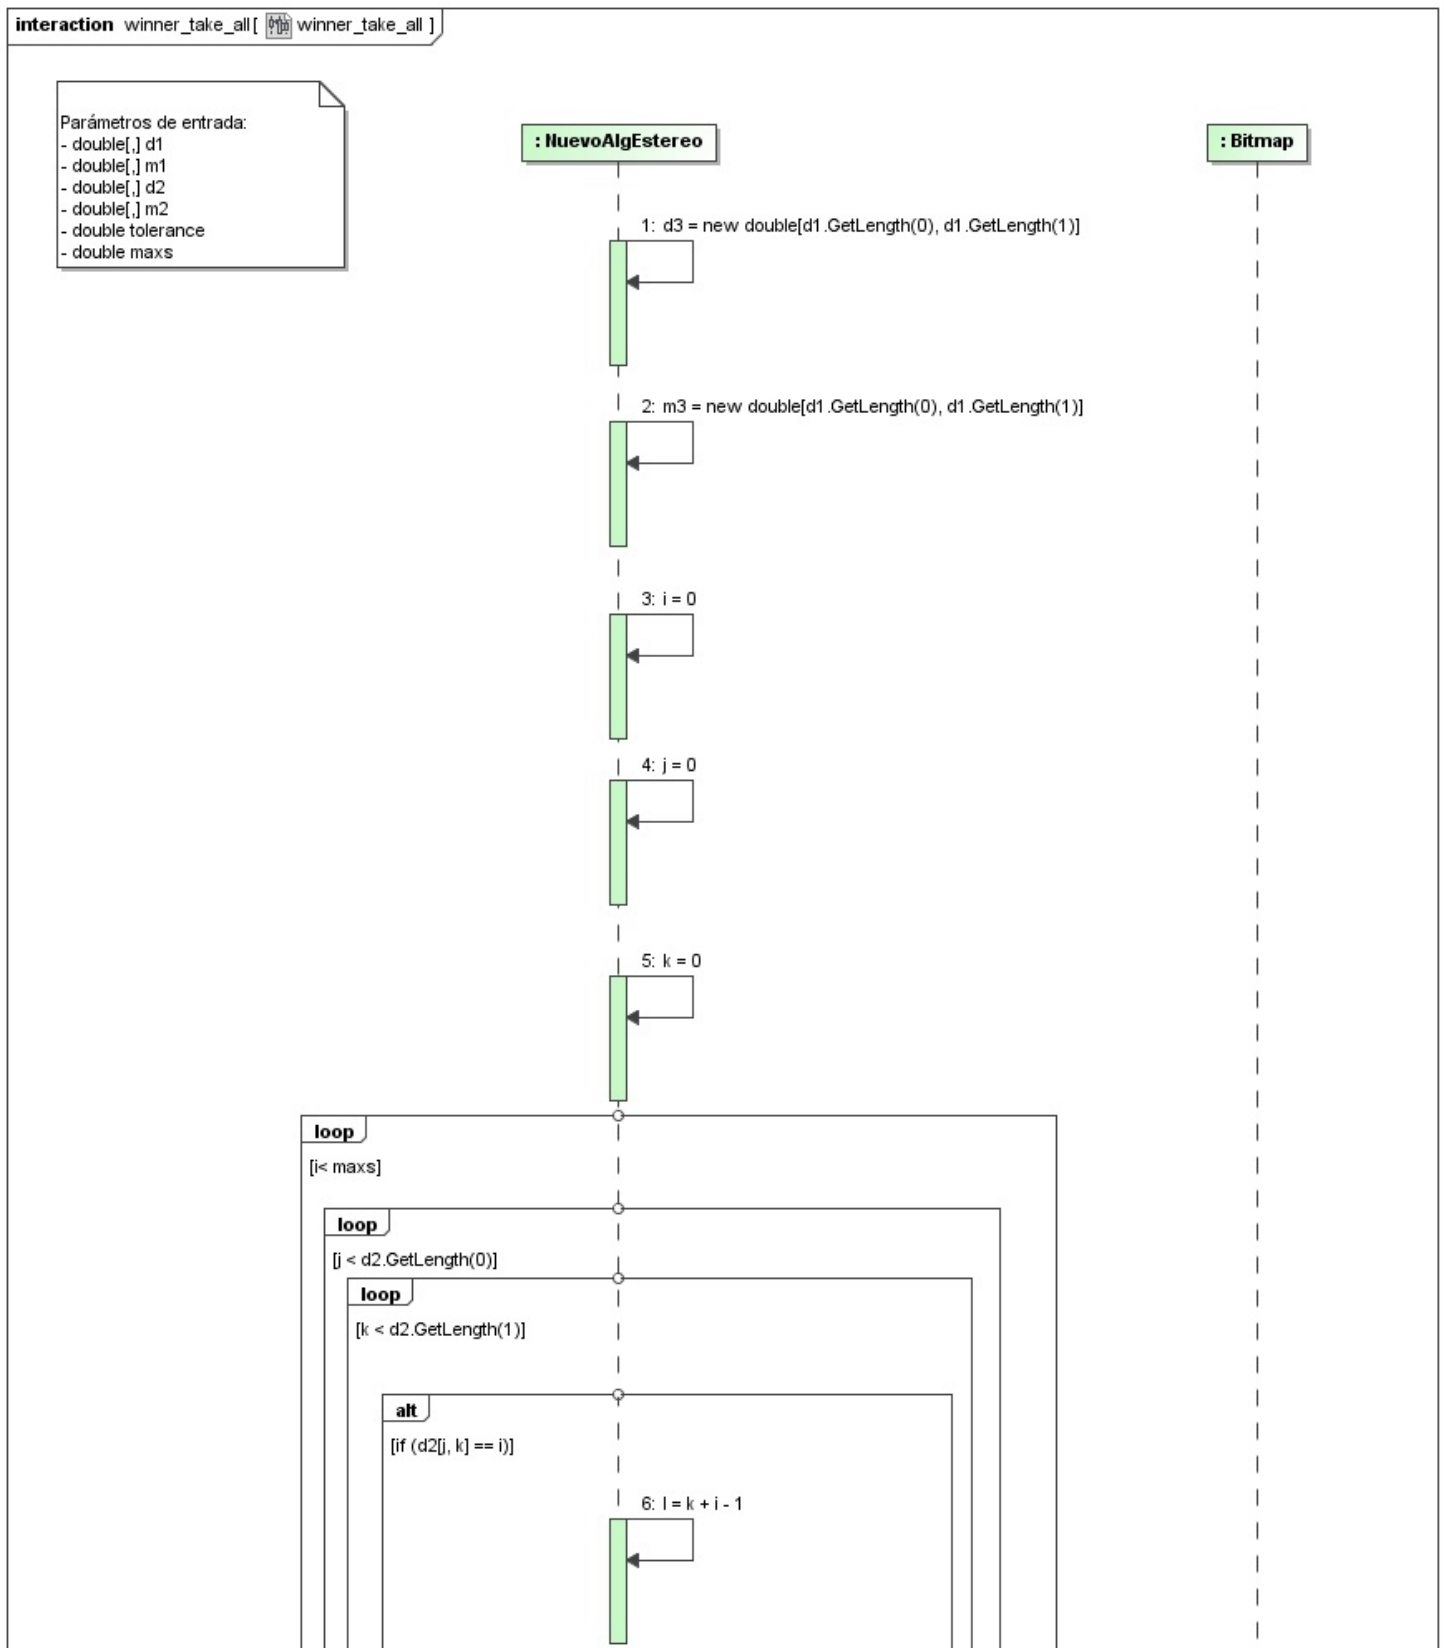 interaction winner_take_all[ winner_take_all ]
Parámetros de entrada:
- double[,] d1
- double[,] m1
- double[,] d2
- double[,] m2
- double tolerance
- double maxs
: NuevoAlgEstereo
: Bitmap
1: d3 = new double[d1.GetLength(0), d1.GetLength(1)]
2: m3 = new double[d1.GetLength(0), d1.GetLength(1)]
3: i = 0
4: j = 0
5: k = 0
loop
[i< maxs]
loop
[j < d2.GetLength(0)]
loop
[k < d2.GetLength(1)]
alt
[if (d2[j, k] == i)]
6: l = k + i - 1